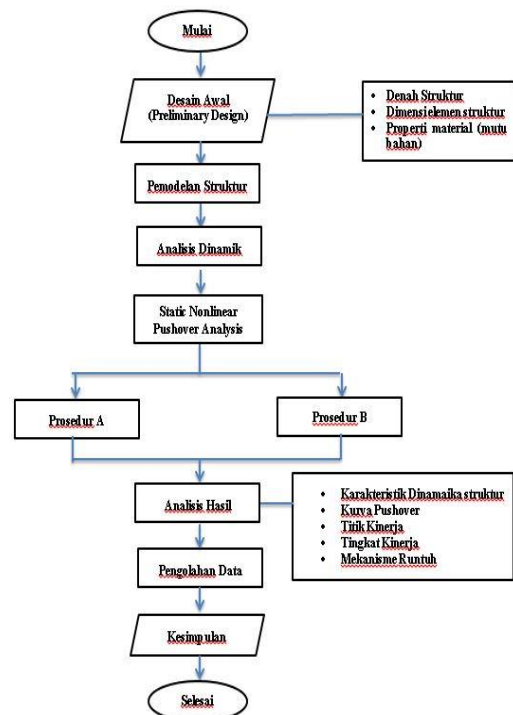 Mulai
Desain Awal
(Preliminary Design)
• Denah Struktur
• Dimensi elemen struktur
• Properti material (mutu
bahan)
Pemodelan Struktur
Analisis Dinamik
Static Nonlinear
Pushover Analysis
Prosedur A
Prosedur B
Analisis Hasil
• Karakteristik Dinamaika struktur
• Kurva Pushover
• Titik Kinerja
• Tingkat Kinerja
• Mekanisme Runtuh
Pengolahan Data
Kesimpulan
Selesai